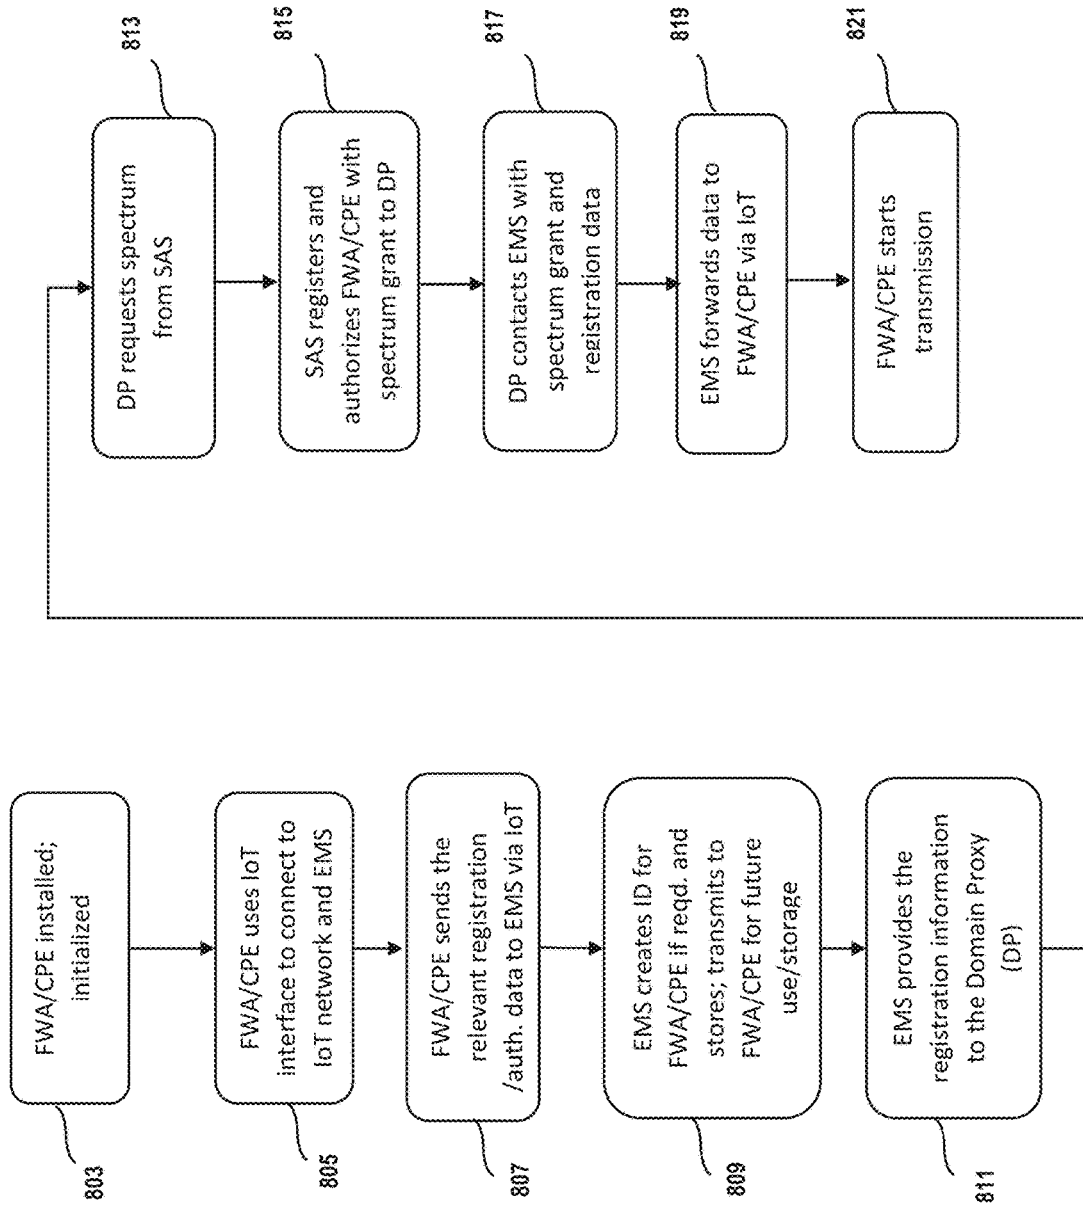 803
FWA/CPE installed;
initialized
805
FWA/CPE uses IoT
interface to connect to
IoT network and EMS
807
FWA/CPE sends the
relevant registration
/auth. data to EMS via IoT
809
EMS creates ID for
FWA/CPE if reqd. and
stores; transmits to
FWA/CPE for future
use/storage
811
EMS provides the
registration information
to the Domain Proxy
(DP)
813
DP requests spectrum
from SAS
815
SAS registers and
authorizes FWA/CPE with
spectrum grant to DP
817
DP contacts EMS with
spectrum grant and
registration data
819
EMS forwards data to
FWA/CPE via IoT
821
FWA/CPE starts
transmission